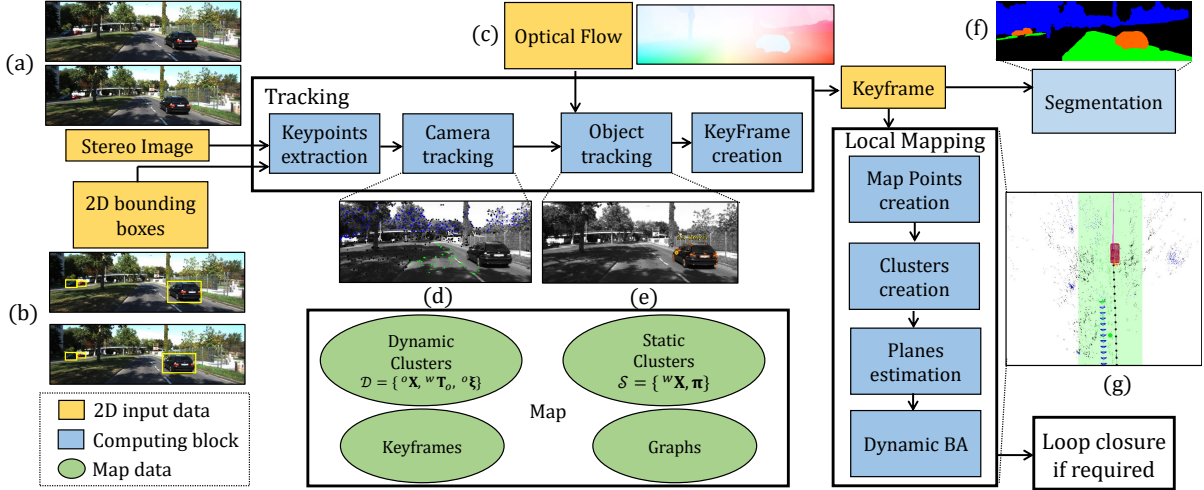 (a)
Stereo Image
2D bounding
boxes
(b)
2D input data
Computing block
Map data
(c)
Optical Flow
Tracking
Keypoints
extraction
Camera
tracking
Object
tracking
KeyFrame
creation
(d)
(e)
Dynamic
Clusters
𝒟 = { ᵒX, ʷTₒ, ᵒξ}
Static
Clusters
𝒮 = { ʷX, π}
Map
Keyframes
Graphs
Keyframe
(f)
Segmentation
Local Mapping
Map Points
creation
Clusters
creation
Planes
estimation
Dynamic BA
(g)
Loop closure
if required